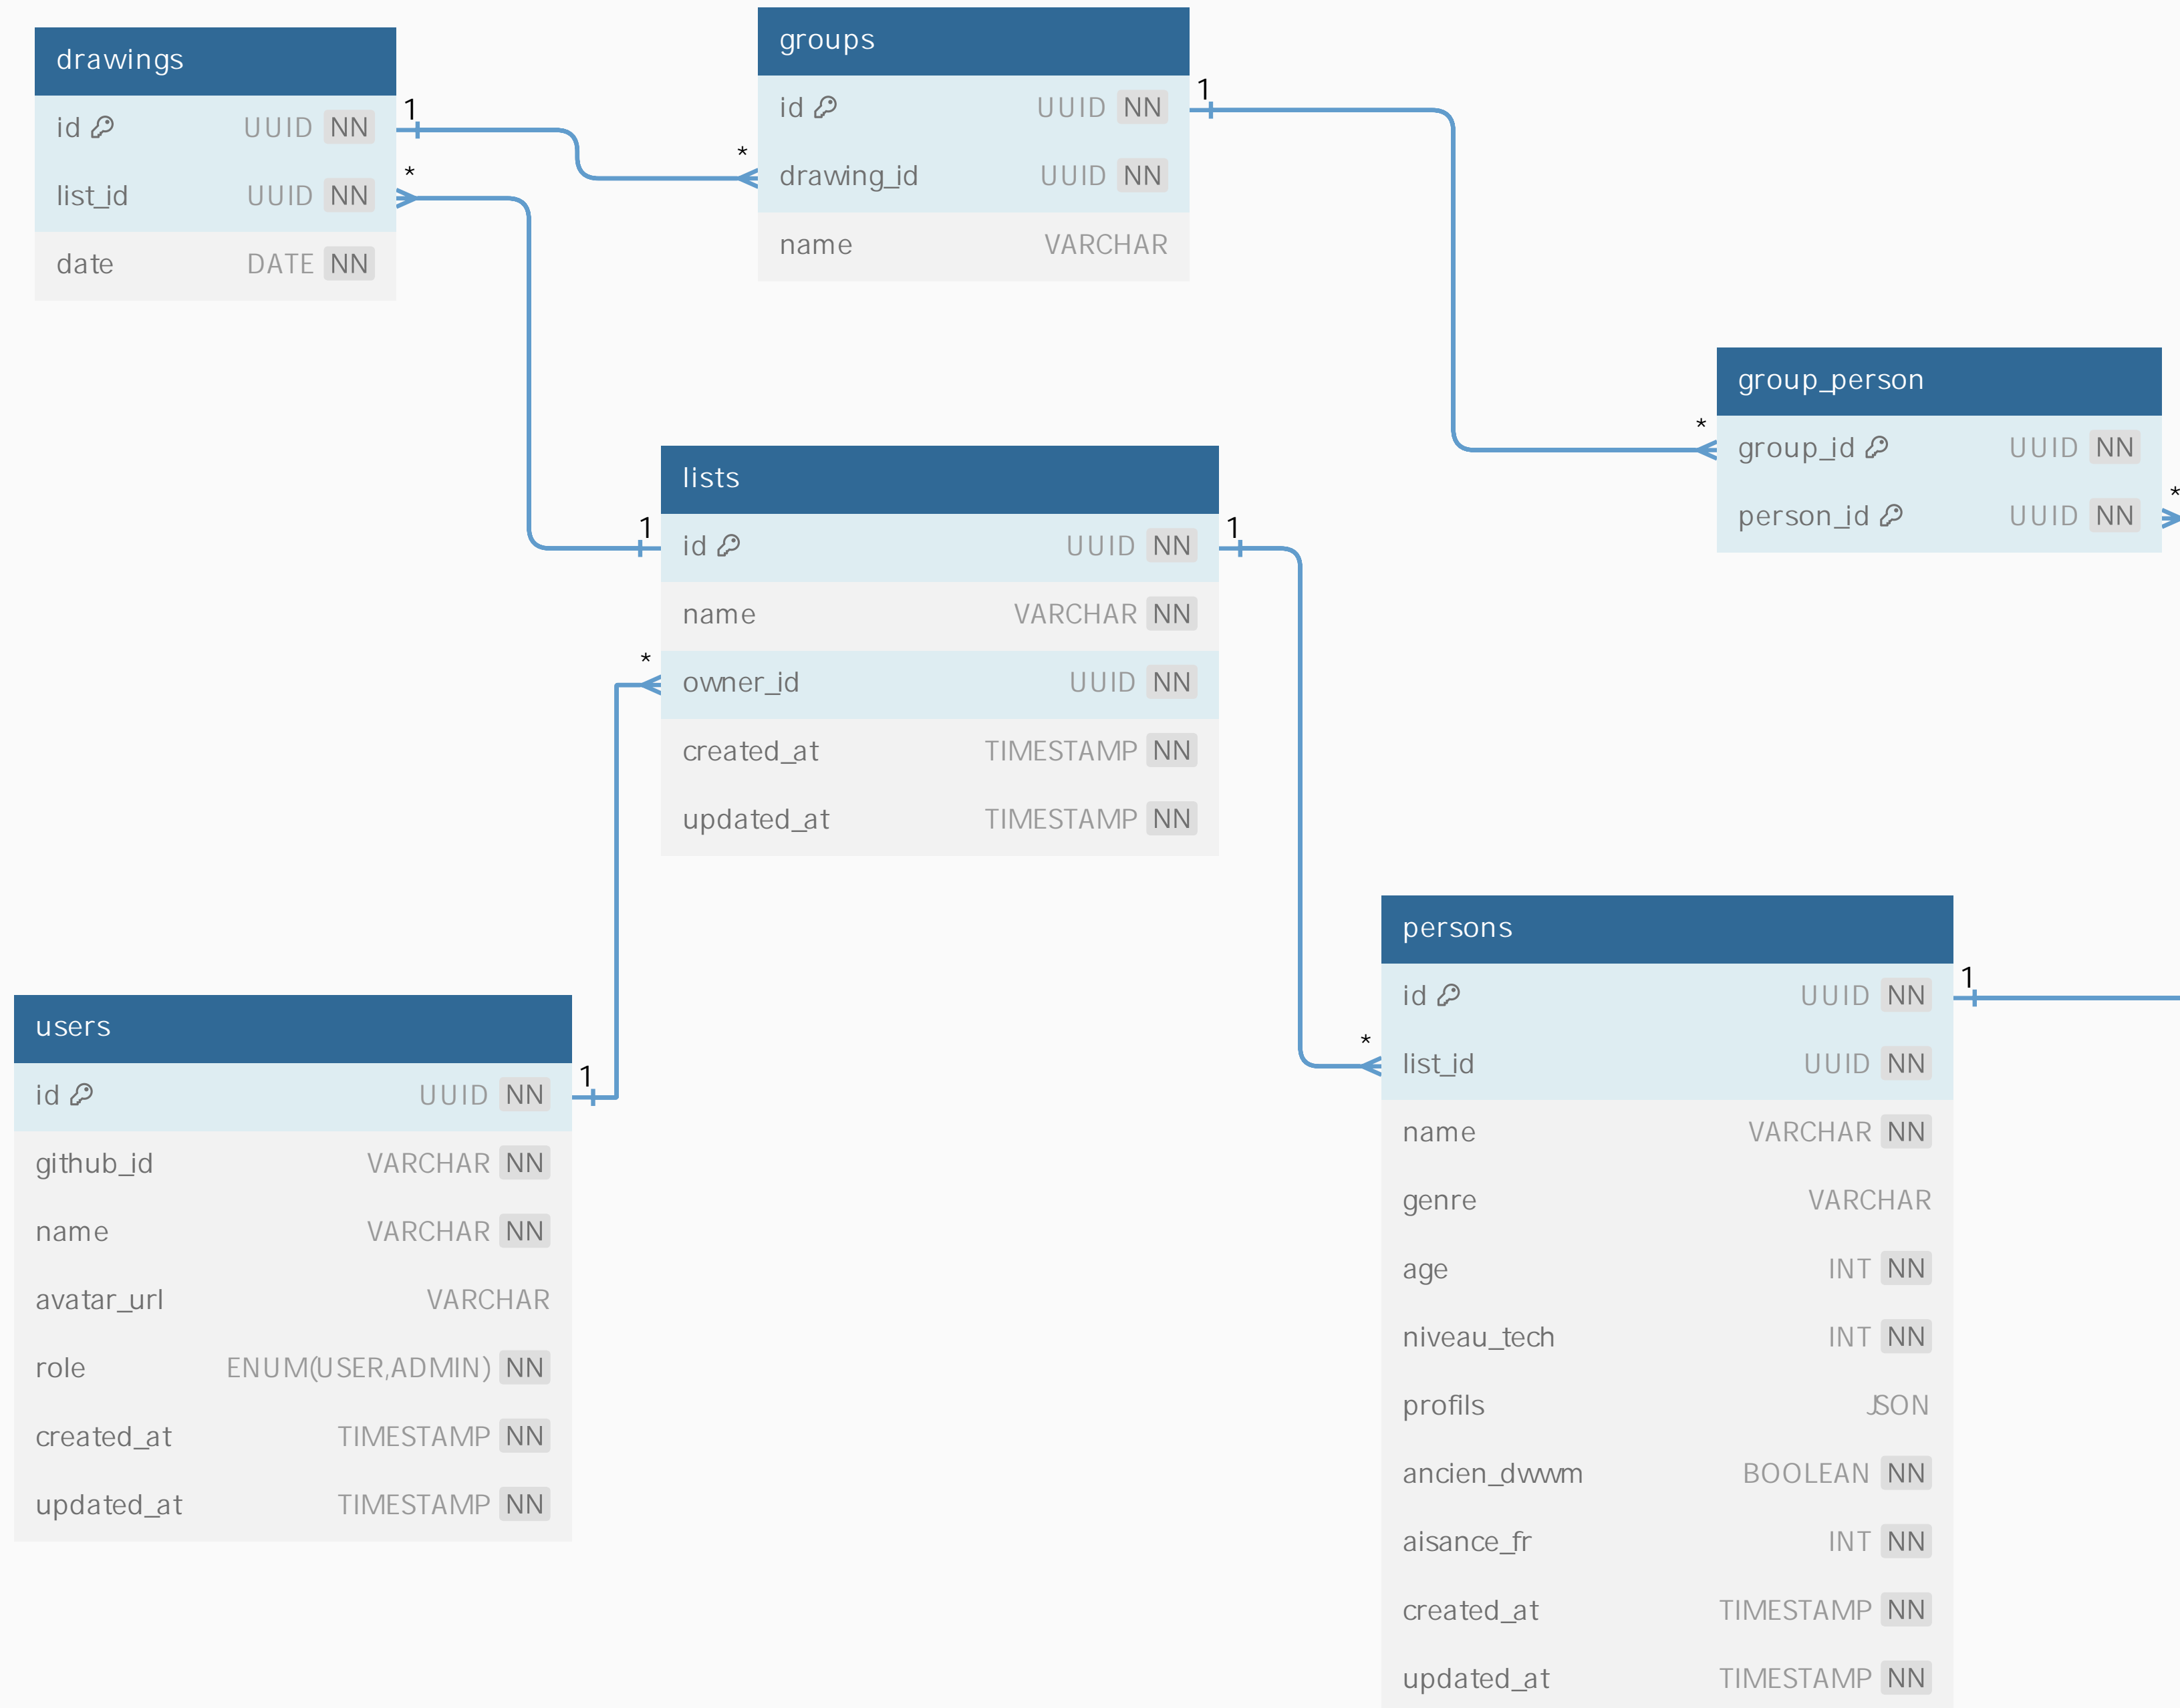 drawings
id UUID NN
list_id UUID NN
date DATE NN
1
*
*
groups
id UUID NN
drawing_id UUID NN
name VARCHAR
1
*
group_person
group_id UUID NN
person_id UUID NN
*
lists
1
id UUID NN
1
name VARCHAR NN
*
owner_id UUID NN
created_at TIMESTAMP NN
updated_at TIMESTAMP NN
users
1
id UUID NN
github_id VARCHAR NN
name VARCHAR NN
avatar_url VARCHAR
role ENUM(USER,ADMIN) NN
created_at TIMESTAMP NN
updated_at TIMESTAMP NN
persons
id UUID NN
1
*
list_id UUID NN
name VARCHAR NN
genre VARCHAR
age INT NN
niveau_tech INT NN
profils JSON
ancien_dwwm BOOLEAN NN
aisance_fr INT NN
created_at TIMESTAMP NN
updated_at TIMESTAMP NN